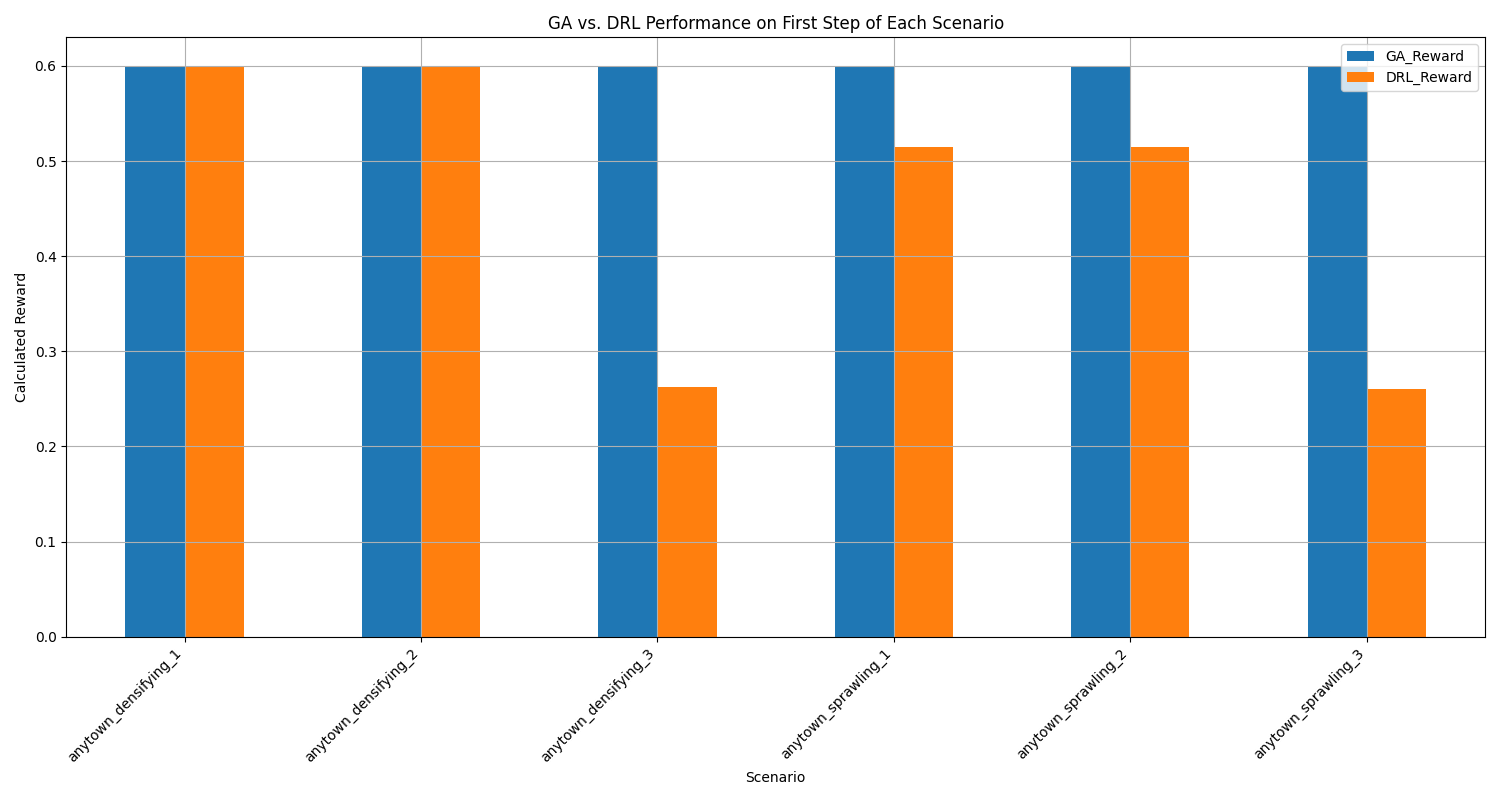 GA vs. DRL Performance on First Step of Each Scenario
GA_Reward
DRL_Reward
Calculated Reward
0.6
0.5
0.4
0.3
0.2
0.1
0.0
anytown_densifying_1
anytown_densifying_2
anytown_densifying_3
anytown_sprawling_1
anytown_sprawling_2
anytown_sprawling_3
Scenario